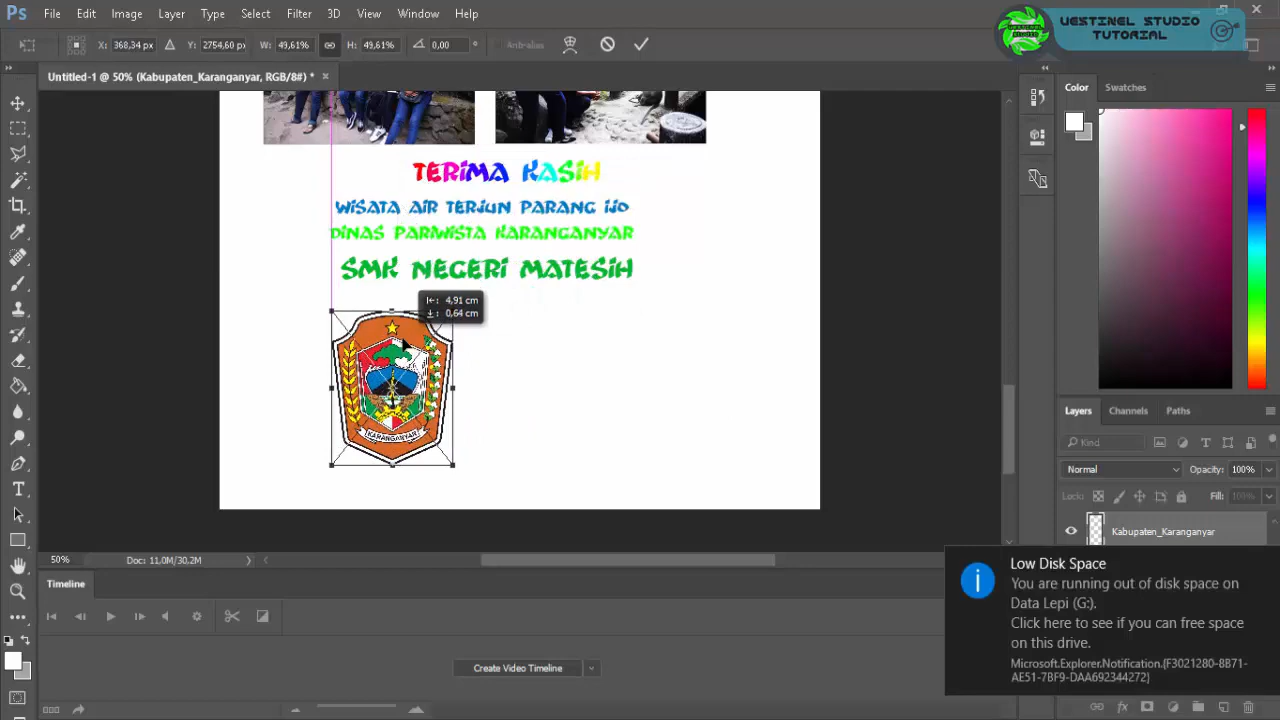 Ps File Edit Image Layer Type Select Filter 3D View Window Help
VESTINEL STUDIO
TUTORIAL
X: 368,34 px Y: 2754,60 px W: 49,61% H: 49,61% 0,00 ° Anti-alias
Untitled-1 @ 50% (Kabupaten_Karanganyar, RGB/8#) *
Color Swatches
TERIMA KASIH
WISATA AIR TERJUN PARANG IJO
DINAS PARIWISTA KARANGANYAR
SMK NEGERI MATESIH
4,91 cm
0,64 cm
KARANGANYAR
Layers Channels Paths
Kind
Normal Opacity: 100%
Lock: Fill: 100%
Kabupaten_Karanganyar
50% Doc: 11,0M/30,2M
Timeline
Create Video Timeline
Low Disk Space
You are running out of disk space on
Data Lepi (G:).
Click here to see if you can free space
on this drive.
Microsoft.Explorer.Notification.{F3021280-8B71-
AE51-7BF9-DAA692344272}